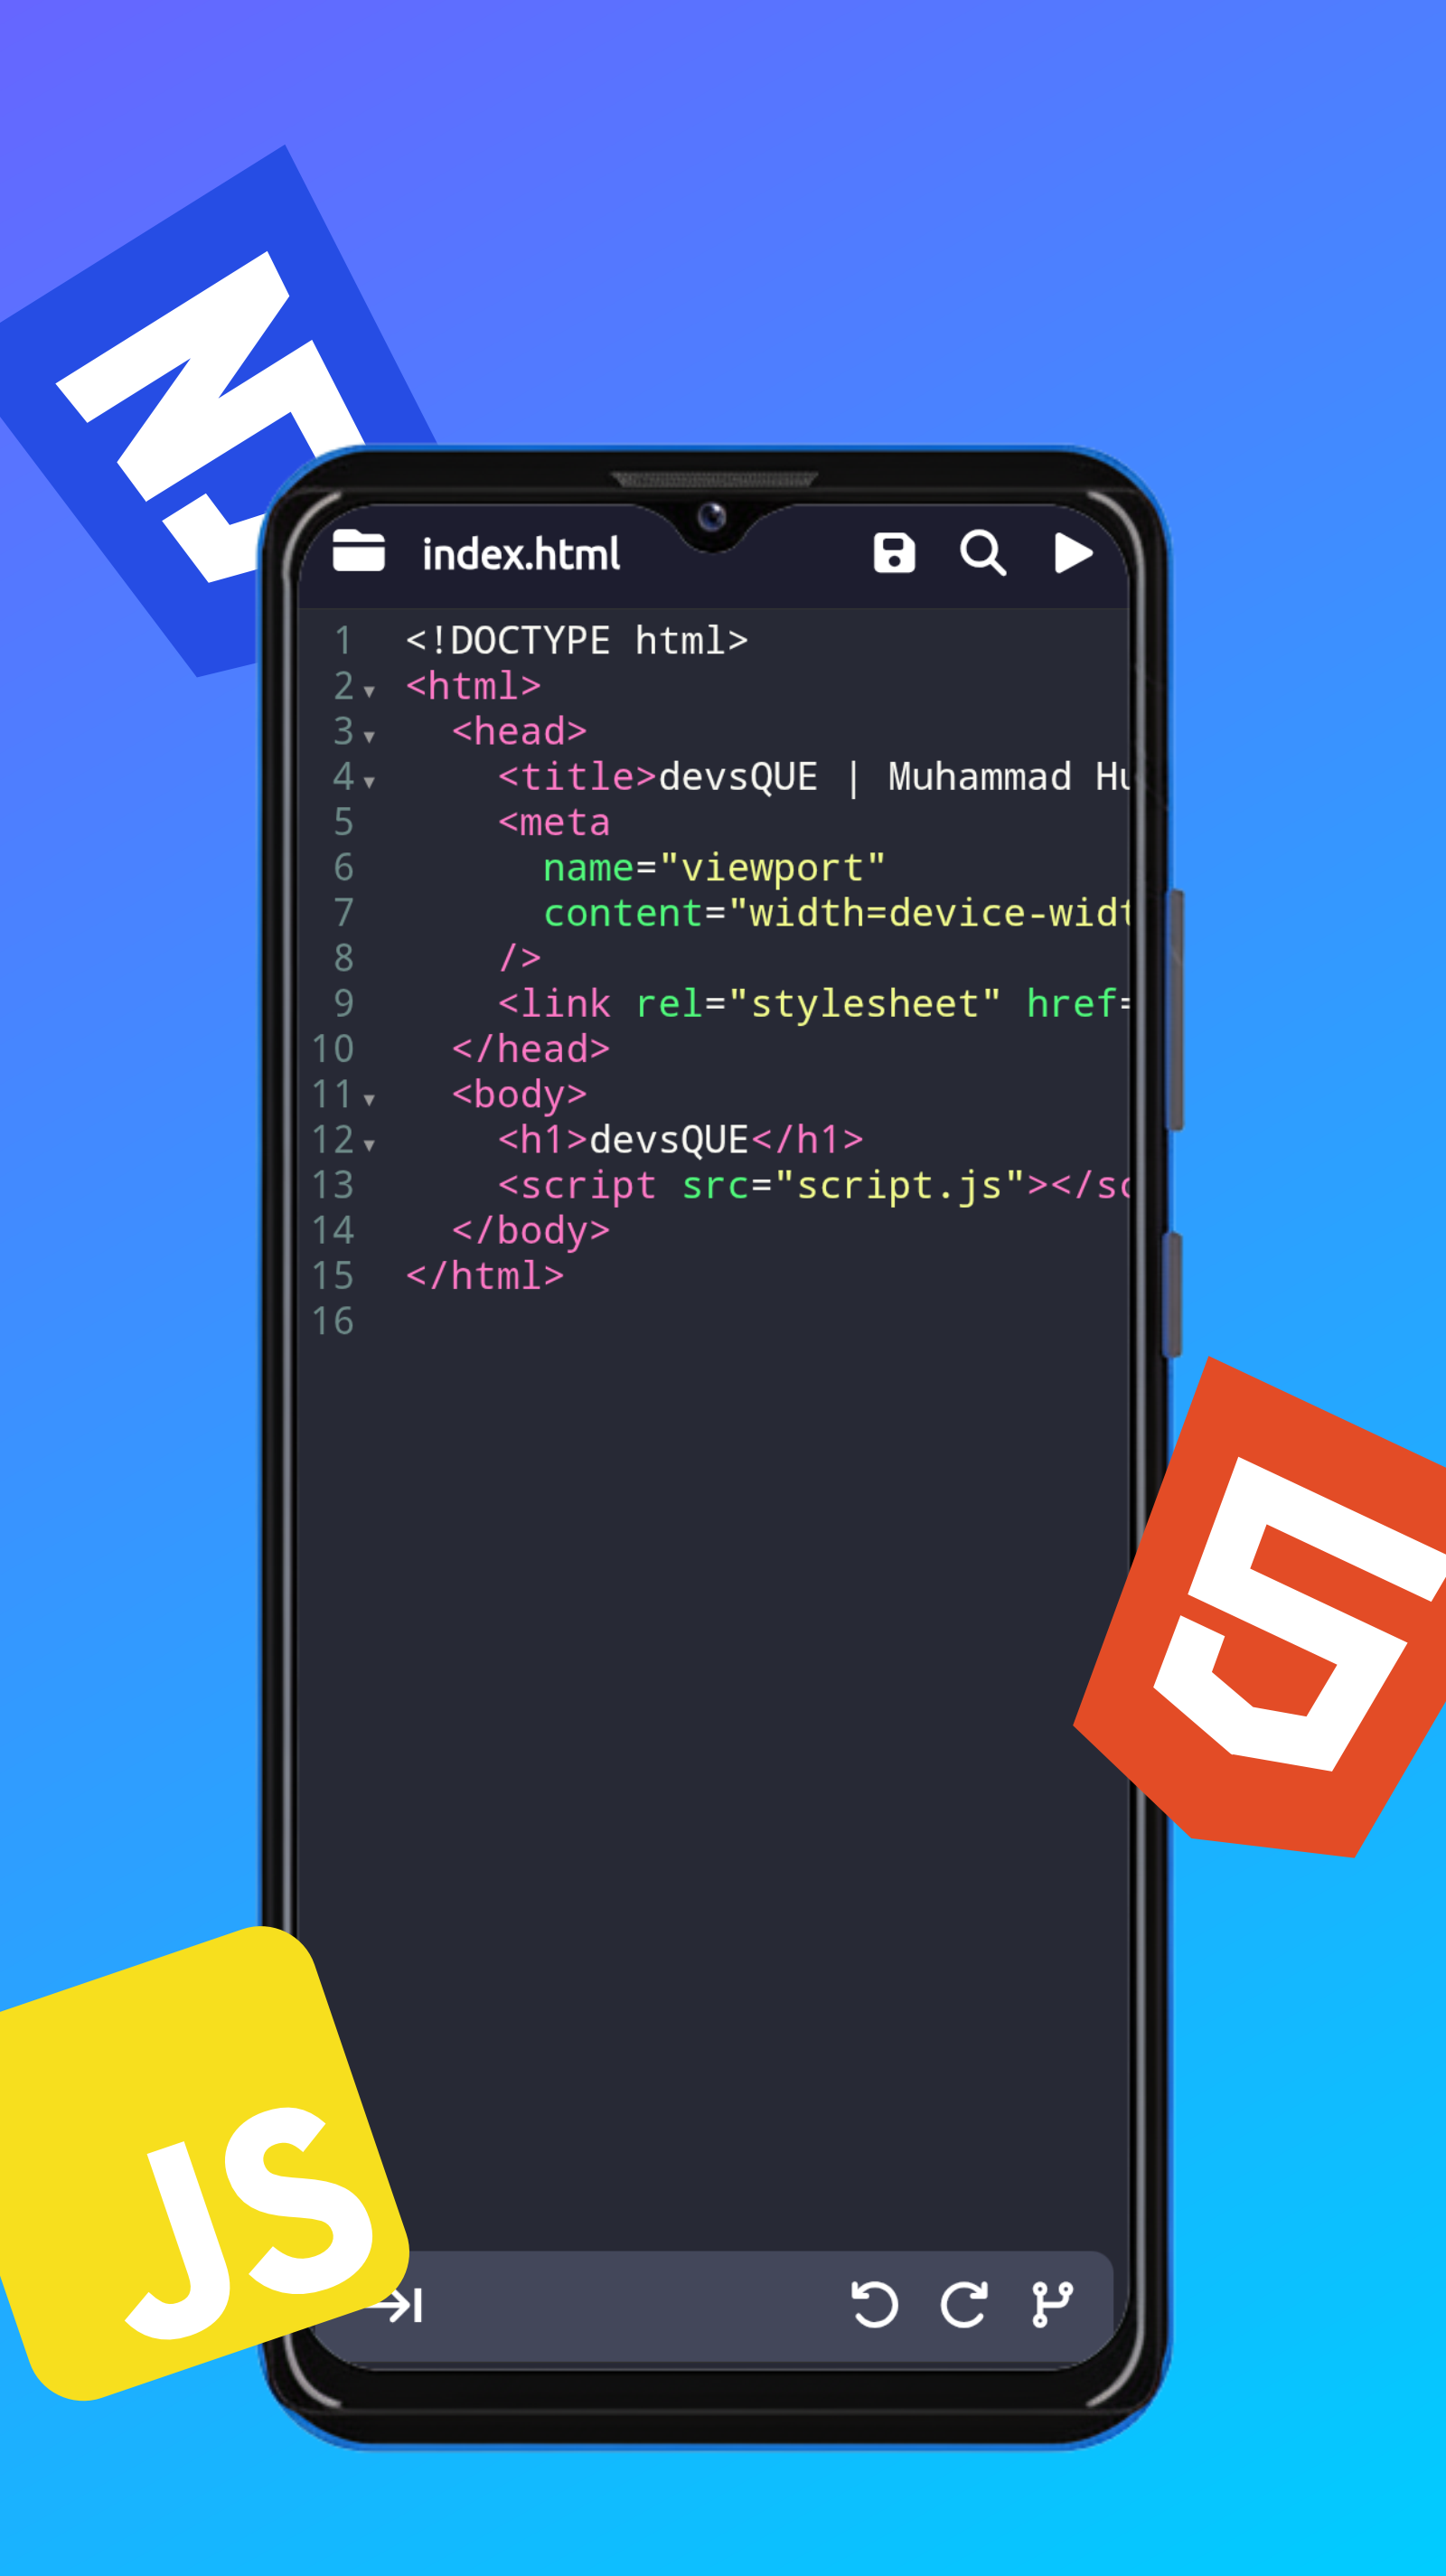 index.html
1 <!DOCTYPE html>
2 <html>
3 <head>
4 <title>devsQUE | Muhammad
5 <meta
6 name="viewport"
7 content="width=device-widt
8 />
9 <link rel="stylesheet" href=
10 </head>
11 <body>
12 <h1>devsQUE</h1>
13 <script src="script.js"></sc
14 </body>
15 </html>
16
5
JS